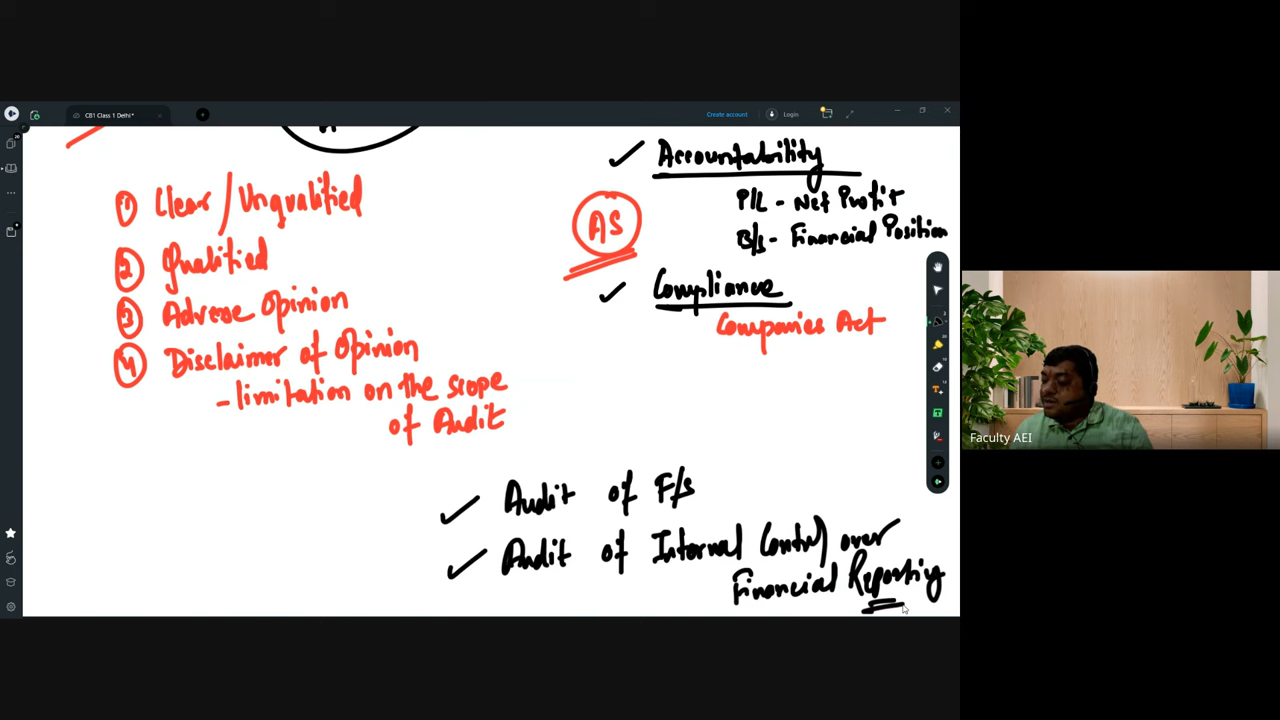 CB1 Class 1 Delhi*
Create account
Login
① Clear / Unqualified
② Qualified
③ Adverse Opinion
④ Disclaimer of Opinion
- limitation on the scope
of Audit
✓ Accountability
P/L - Net Profit
B/S - Financial Position
AS
✓ Compliance
Companies Act
✓ Audit of F/S
✓ Audit of Internal Control over
Financial Reporting
Faculty AEI